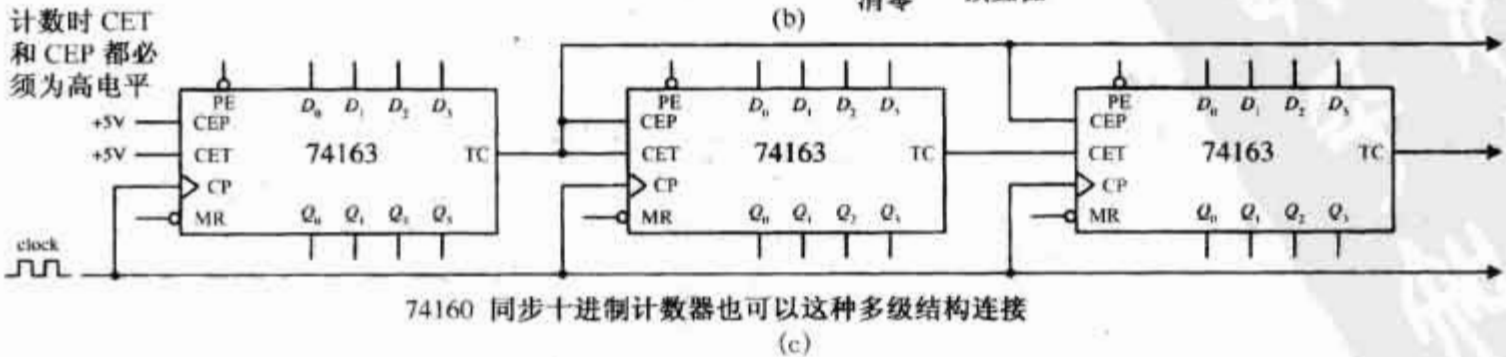 计数时 CET
和 CEP 都必
须为高电平
(b)
清零
PE D₀ D₁ D₂ D₃
+5V CEP
+5V CET 74163 TC
CP
MR Q₀ Q₁ Q₂ Q₃
clock
PE D₀ D₁ D₂ D₃
CEP
CET 74163 TC
CP
MR Q₀ Q₁ Q₂ Q₃
PE D₀ D₁ D₂ D₃
CEP
CET 74163 TC
CP
MR Q₀ Q₁ Q₂ Q₃
74160 同步十进制计数器也可以这种多级结构连接
(c)